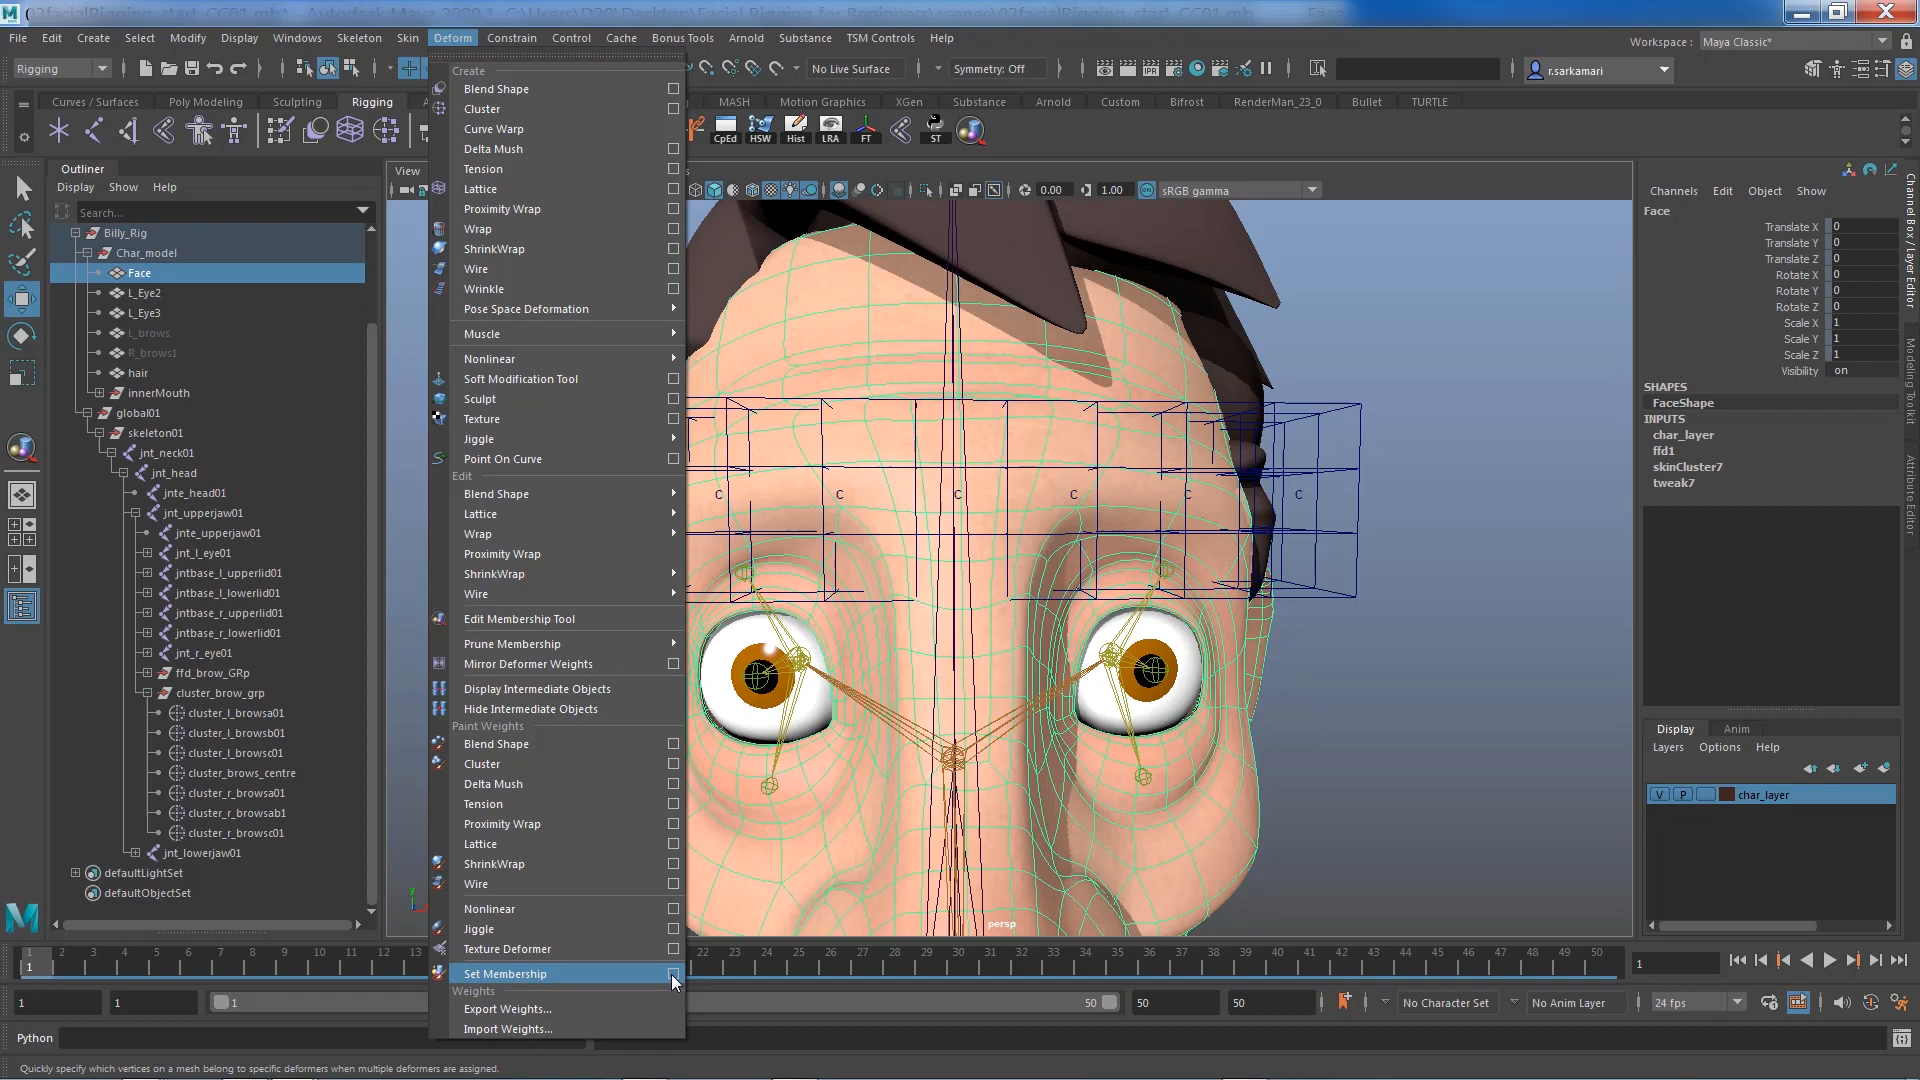 File Edit Create Select Modify Display Windows Skeleton Skin Deform Constrain Control Cache Bonus Tools Arnold Substance TSM Controls Help
Workspace : Maya Classic*
Rigging
No Live Surface
Symmetry: Off
r.sarkamari
Curves / Surfaces Poly Modeling Sculpting Rigging
MASH Motion Graphics XGen Substance Arnold Custom Bifrost RenderMan_23_0 Bullet TURTLE
CpEd HSW Hist LRA FT ST
Outliner
Display Show Help
Search...
Billy_Rig
Char_model
Face
L_Eye2
L_Eye3
L_brows
R_brows1
hair
innerMouth
global01
skeleton01
jnt_neck01
jnt_head
jnte_head01
jnt_upperjaw01
jnte_upperjaw01
jnt_l_eye01
jntbase_l_upperlid01
jntbase_l_lowerlid01
jntbase_r_upperlid01
jntbase_r_lowerlid01
jnt_r_eye01
ffd_brow_GRp
cluster_brow_grp
cluster_l_browsa01
cluster_l_browsb01
cluster_l_browsc01
cluster_brows_centre
cluster_r_browsa01
cluster_r_browsab1
cluster_r_browsc01
jnt_lowerjaw01
defaultLightSet
defaultObjectSet
View
Create
Blend Shape
Cluster
Curve Warp
Delta Mush
Tension
Lattice
Proximity Wrap
Wrap
ShrinkWrap
Wire
Wrinkle
Pose Space Deformation
Muscle
Nonlinear
Soft Modification Tool
Sculpt
Texture
Jiggle
Point On Curve
Edit
Blend Shape
Lattice
Wrap
Proximity Wrap
ShrinkWrap
Wire
Edit Membership Tool
Prune Membership
Mirror Deformer Weights
Display Intermediate Objects
Hide Intermediate Objects
Paint Weights
Blend Shape
Cluster
Delta Mush
Tension
Proximity Wrap
Lattice
ShrinkWrap
Wire
Nonlinear
Jiggle
Texture Deformer
Set Membership
Weights
Export Weights...
Import Weights...
0.00 1.00 sRGB gamma
C C C C C C
persp
Channels Edit Object Show
Face
Translate X 0
Translate Y 0
Translate Z 0
Rotate X 0
Rotate Y 0
Rotate Z 0
Scale X 1
Scale Y 1
Scale Z 1
Visibility on
SHAPES
FaceShape
INPUTS
char_layer
ffd1
skinCluster7
tweak7
Display Anim
Layers Options Help
V P char_layer
Channel Box / Layer Editor
Modeling Toolkit
Attribute Editor
1 2 3 4 5 6 7 8 9 10 11 12 13 22 23 24 25 26 27 28 29 30 31 32 33 34 35 36 37 38 39 40 41 42 43 44 45 46 47 48 49 50
1
1
1 1 1 50 50 50 No Character Set No Anim Layer 24 fps
Python
Quickly specify which vertices on a mesh belong to specific deformers when multiple deformers are assigned.